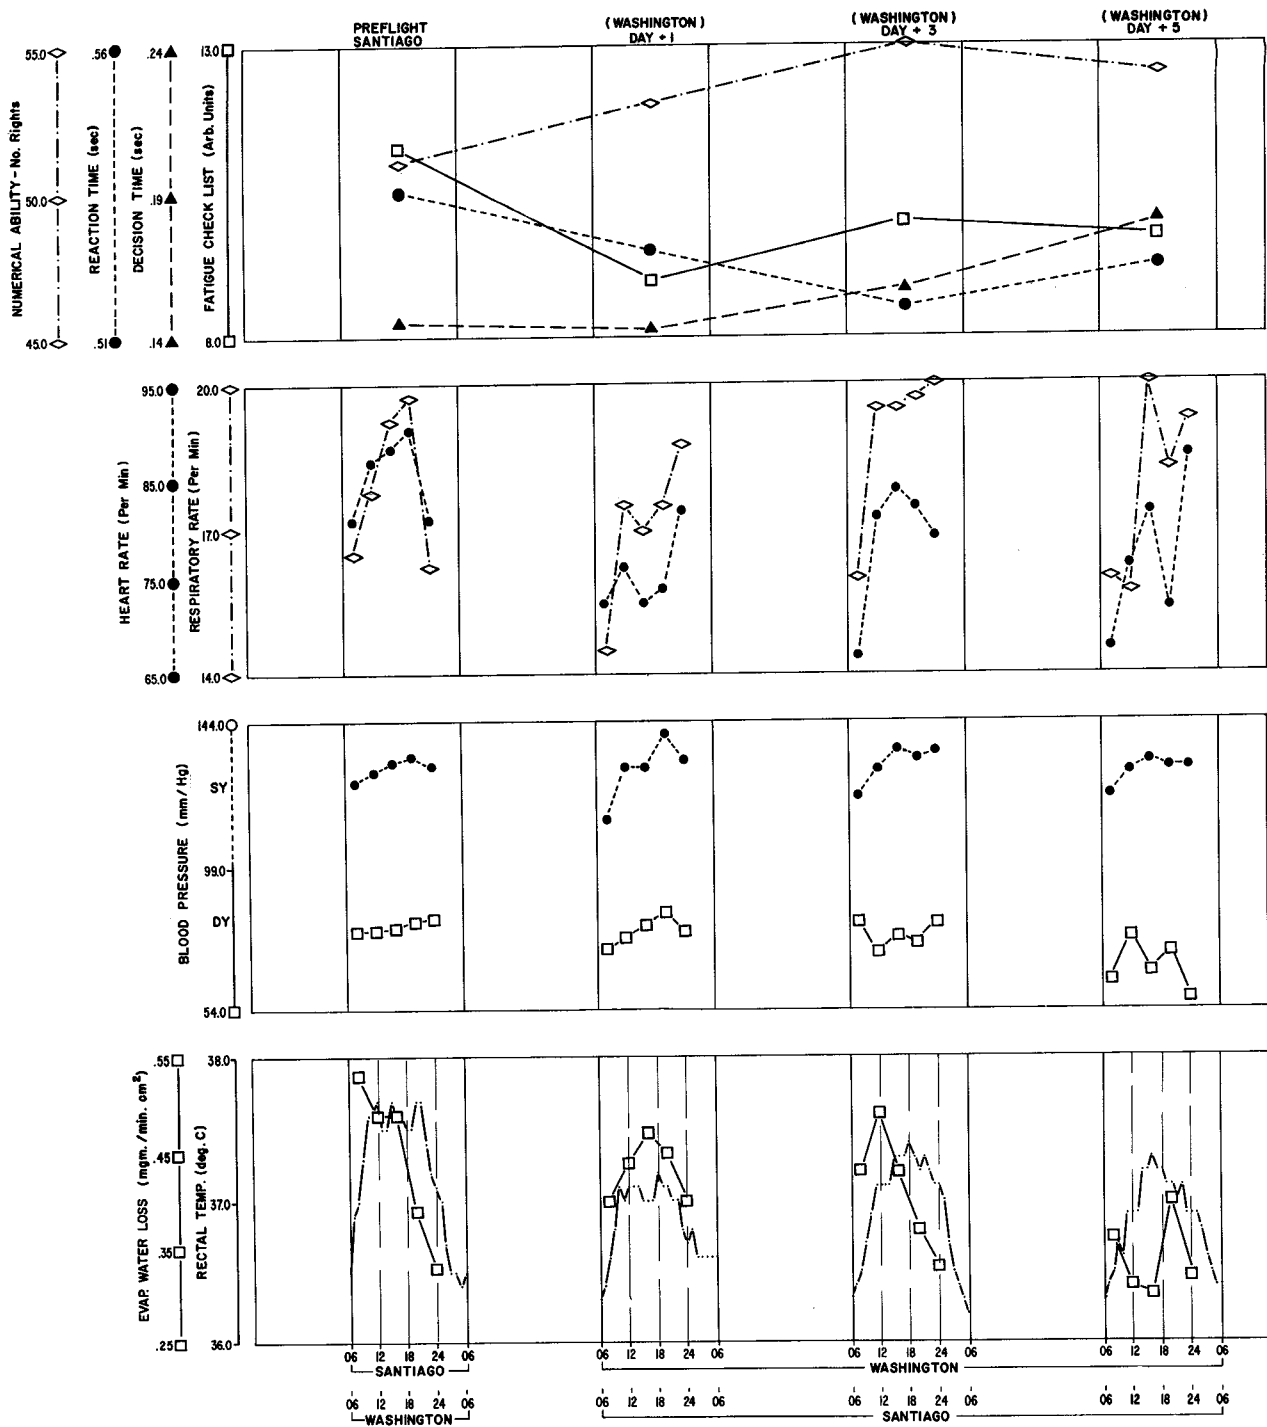 PREFLIGHT
SANTIAGO
(WASHINGTON)
DAY + 1
(WASHINGTON)
DAY + 3
(WASHINGTON)
DAY + 5
NUMERICAL ABILITY - No. Rights
55.0
50.0
45.0
REACTION TIME (sec)
.56
.51
DECISION TIME (sec)
.24
.19
.14
FATIGUE CHECK LIST (Arb. Units)
13.0
8.0
HEART RATE (Per Min)
95.0
85.0
75.0
65.0
RESPIRATORY RATE (Per Min)
20.0
17.0
14.0
BLOOD PRESSURE (mm/Hg)
144.0
SY
99.0
DY
54.0
EVAP. WATER LOSS (mgm./min. cm²)
.55
.45
.35
.25
RECTAL TEMP. (deg. C)
38.0
37.0
36.0
06 12 18 24 06
SANTIAGO
06 12 18 24 06
WASHINGTON
06 12 18 24 06
06 12 18 24 06
06 12 18 24 06
WASHINGTON
06 12 18 24 06
06 12 18 24 06
06 12 18 24 06
SANTIAGO